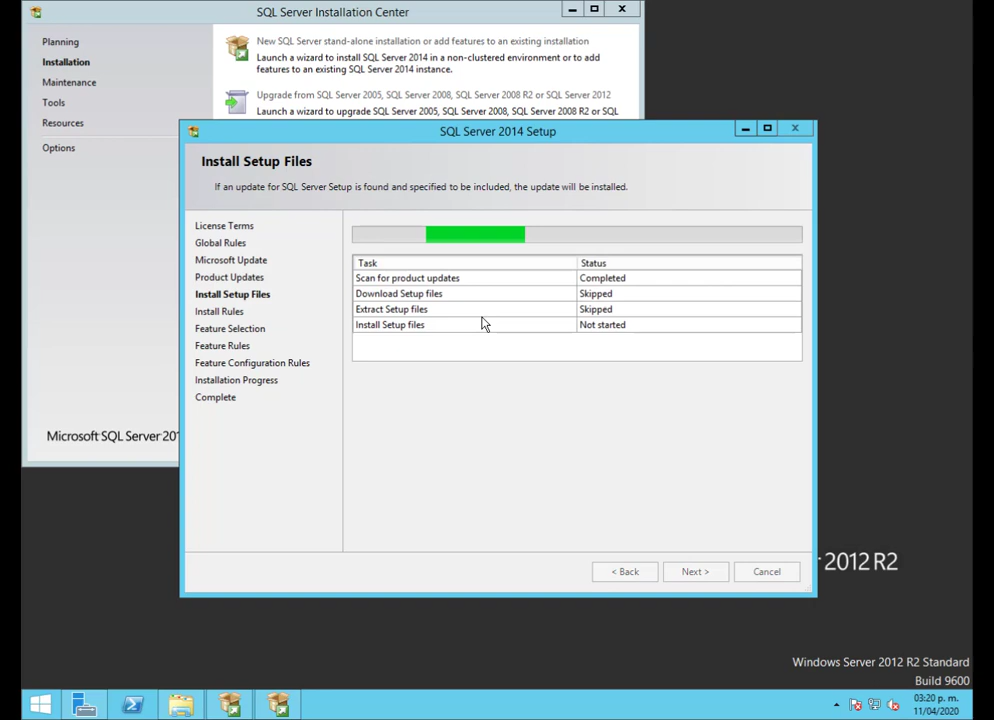 SQL Server Installation Center
Planning
Installation
Maintenance
Tools
Resources
Options
New SQL Server stand-alone installation or add features to an existing installation
Launch a wizard to install SQL Server 2014 in a non-clustered environment or to add
features to an existing SQL Server 2014 instance.
Upgrade from SQL Server 2005, SQL Server 2008, SQL Server 2008 R2 or SQL Server 2012
Launch a wizard to upgrade SQL Server 2005, SQL Server 2008, SQL Server 2008 R2 or SQL
Microsoft SQL Server 201
SQL Server 2014 Setup
Install Setup Files
If an update for SQL Server Setup is found and specified to be included, the update will be installed.
License Terms
Global Rules
Microsoft Update
Product Updates
Install Setup Files
Install Rules
Feature Selection
Feature Rules
Feature Configuration Rules
Installation Progress
Complete
Task Status
Scan for product updates Completed
Download Setup files Skipped
Extract Setup files Skipped
Install Setup files Not started
< Back Next > Cancel
r 2012 R2
Windows Server 2012 R2 Standard
Build 9600
03:20 p. m.
11/04/2020